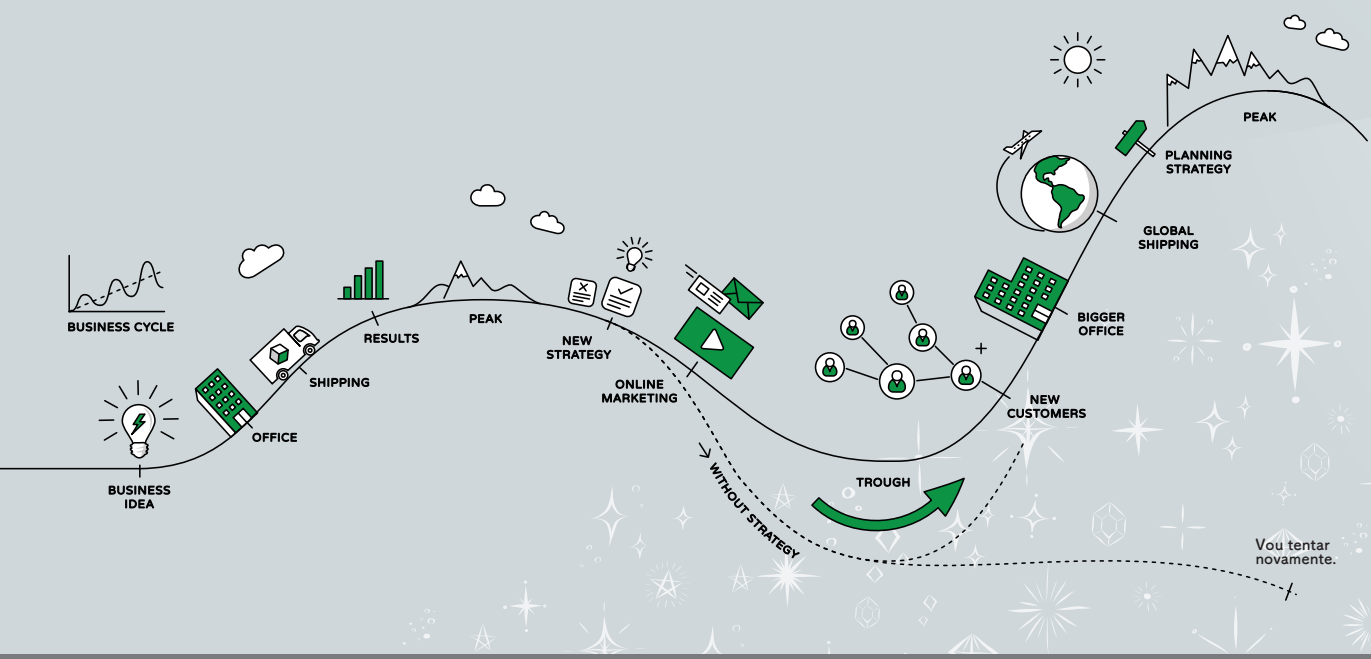 BUSINESS CYCLE
BUSINESS
IDEA
OFFICE
SHIPPING
RESULTS
PEAK
NEW
STRATEGY
ONLINE
MARKETING
WITHOUT STRATEGY
TROUGH
NEW
CUSTOMERS
BIGGER
OFFICE
GLOBAL
SHIPPING
PLANNING
STRATEGY
PEAK
Vou tentar
novamente.